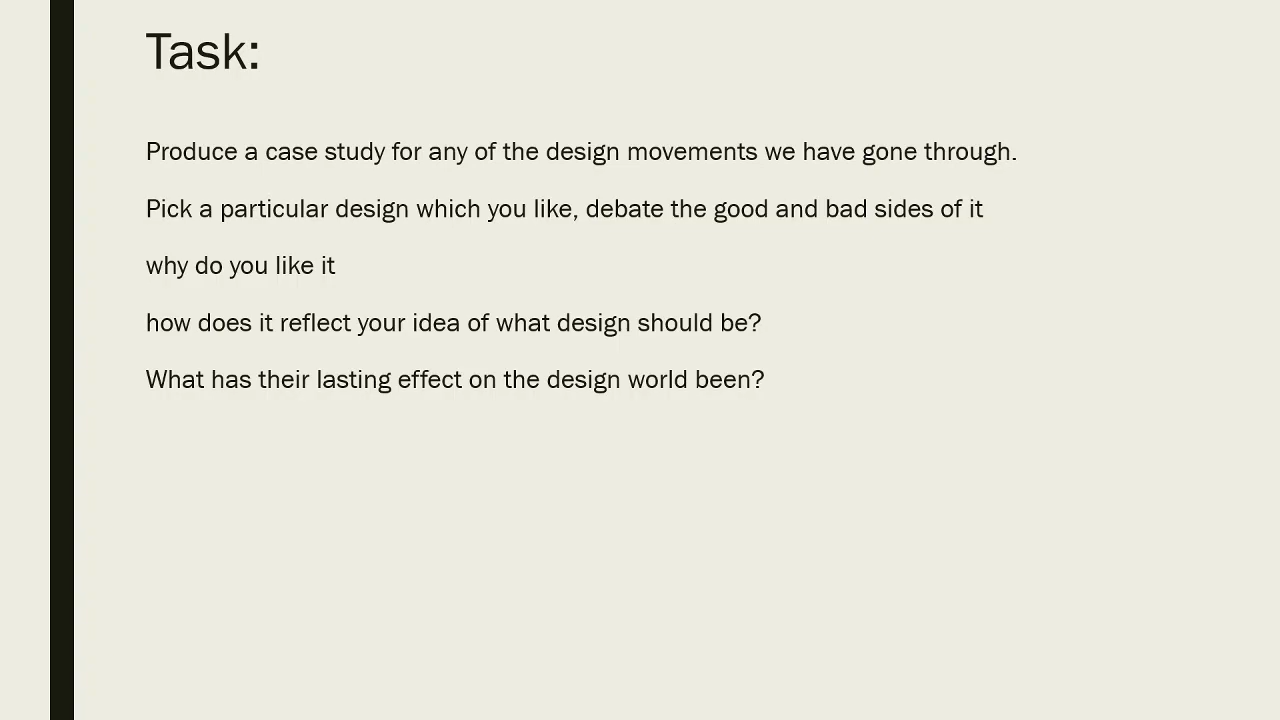 Task:
Produce a case study for any of the design movements we have gone through.
Pick a particular design which you like, debate the good and bad sides of it
why do you like it
how does it reflect your idea of what design should be?
What has their lasting effect on the design world been?